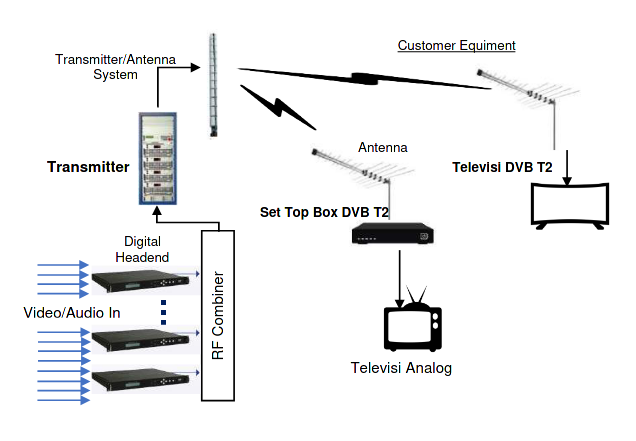 Customer Equiment
Transmitter/Antenna
System
Antenna
Transmitter
Televisi DVB T2
Set Top Box DVB T2
Digital
Headend
Video/Audio In
RF Combiner
Televisi Analog